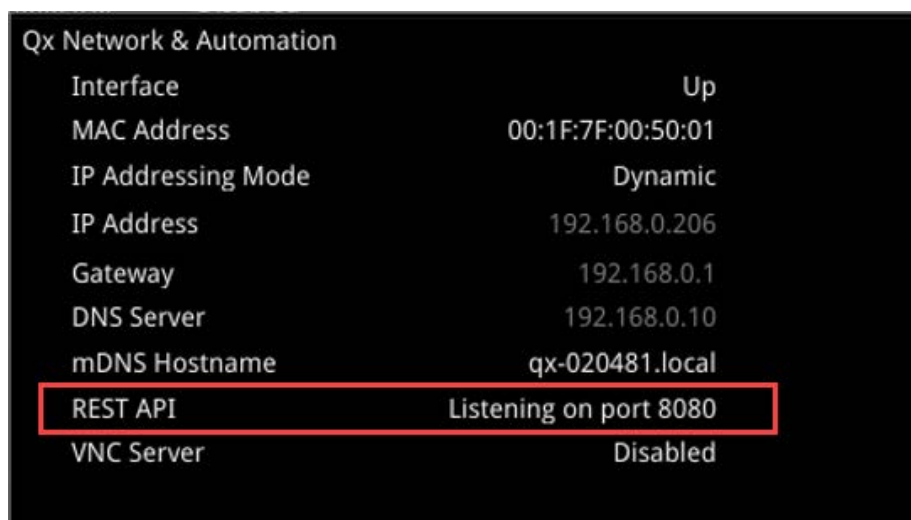 Qx Network & Automation
Interface Up
MAC Address 00:1F:7F:00:50:01
IP Addressing Mode Dynamic
IP Address 192.168.0.206
Gateway 192.168.0.1
DNS Server 192.168.0.10
mDNS Hostname qx-020481.local
REST API Listening on port 8080
VNC Server Disabled